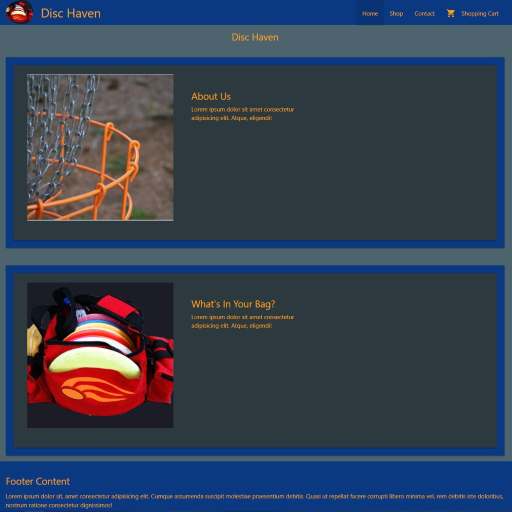 Disc Haven
Home Shop Contact Shopping Cart
Disc Haven
About Us
Lorem ipsum dolor sit amet consectetur
adipisicing elit. Atque, eligendi!
What's In Your Bag?
Lorem ipsum dolor sit amet consectetur
adipisicing elit. Atque, eligendi!
Footer Content
Lorem ipsum dolor sit, amet consectetur adipisicing elit. Cumque assumenda suscipit molestiae praesentium debitis. Quasi ut repellat facere corrupti libero minima vel, rem debitis iste doloribus,
nostrum ratione consectetur dignissimos!